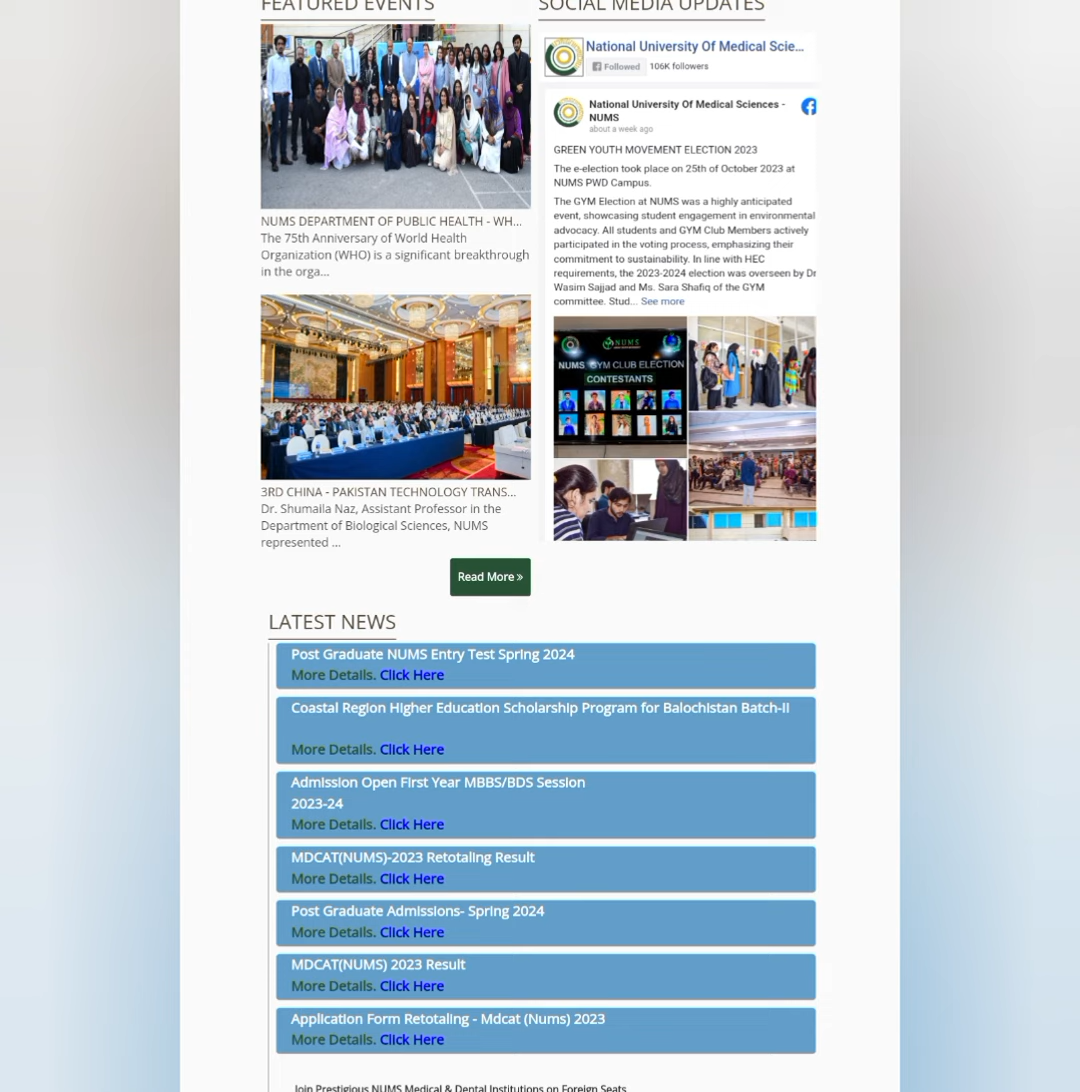 FEATURED EVENTS
NUMS DEPARTMENT OF PUBLIC HEALTH - WH...
The 75th Anniversary of World Health
Organization (WHO) is a significant breakthrough
in the orga...
3RD CHINA - PAKISTAN TECHNOLOGY TRANS...
Dr. Shumaila Naz, Assistant Professor in the
Department of Biological Sciences, NUMS
represented ...
Read More »
SOCIAL MEDIA UPDATES
National University Of Medical Scie...
Followed 106K followers
National University Of Medical Sciences -
NUMS
about a week ago
GREEN YOUTH MOVEMENT ELECTION 2023
The e-election took place on 25th of October 2023 at
NUMS PWD Campus.
The GYM Election at NUMS was a highly anticipated
event, showcasing student engagement in environmental
advocacy. All students and GYM Club Members actively
participated in the voting process, emphasizing their
commitment to sustainability. In line with HEC
requirements, the 2023-2024 election was overseen by Dr
Wasim Sajjad and Ms. Sara Shafiq of the GYM
committee. Stud... See more
NUMS
NUMS GYM CLUB ELECTION
CONTESTANTS
LATEST NEWS
Post Graduate NUMS Entry Test Spring 2024
More Details. Click Here
Coastal Region Higher Education Scholarship Program for Balochistan Batch-II
More Details. Click Here
Admission Open First Year MBBS/BDS Session
2023-24
More Details. Click Here
MDCAT(NUMS)-2023 Retotaling Result
More Details. Click Here
Post Graduate Admissions- Spring 2024
More Details. Click Here
MDCAT(NUMS) 2023 Result
More Details. Click Here
Application Form Retotaling - Mdcat (Nums) 2023
More Details. Click Here
Join Prestigious NUMS Medical & Dental Institutions on Foreign Seats